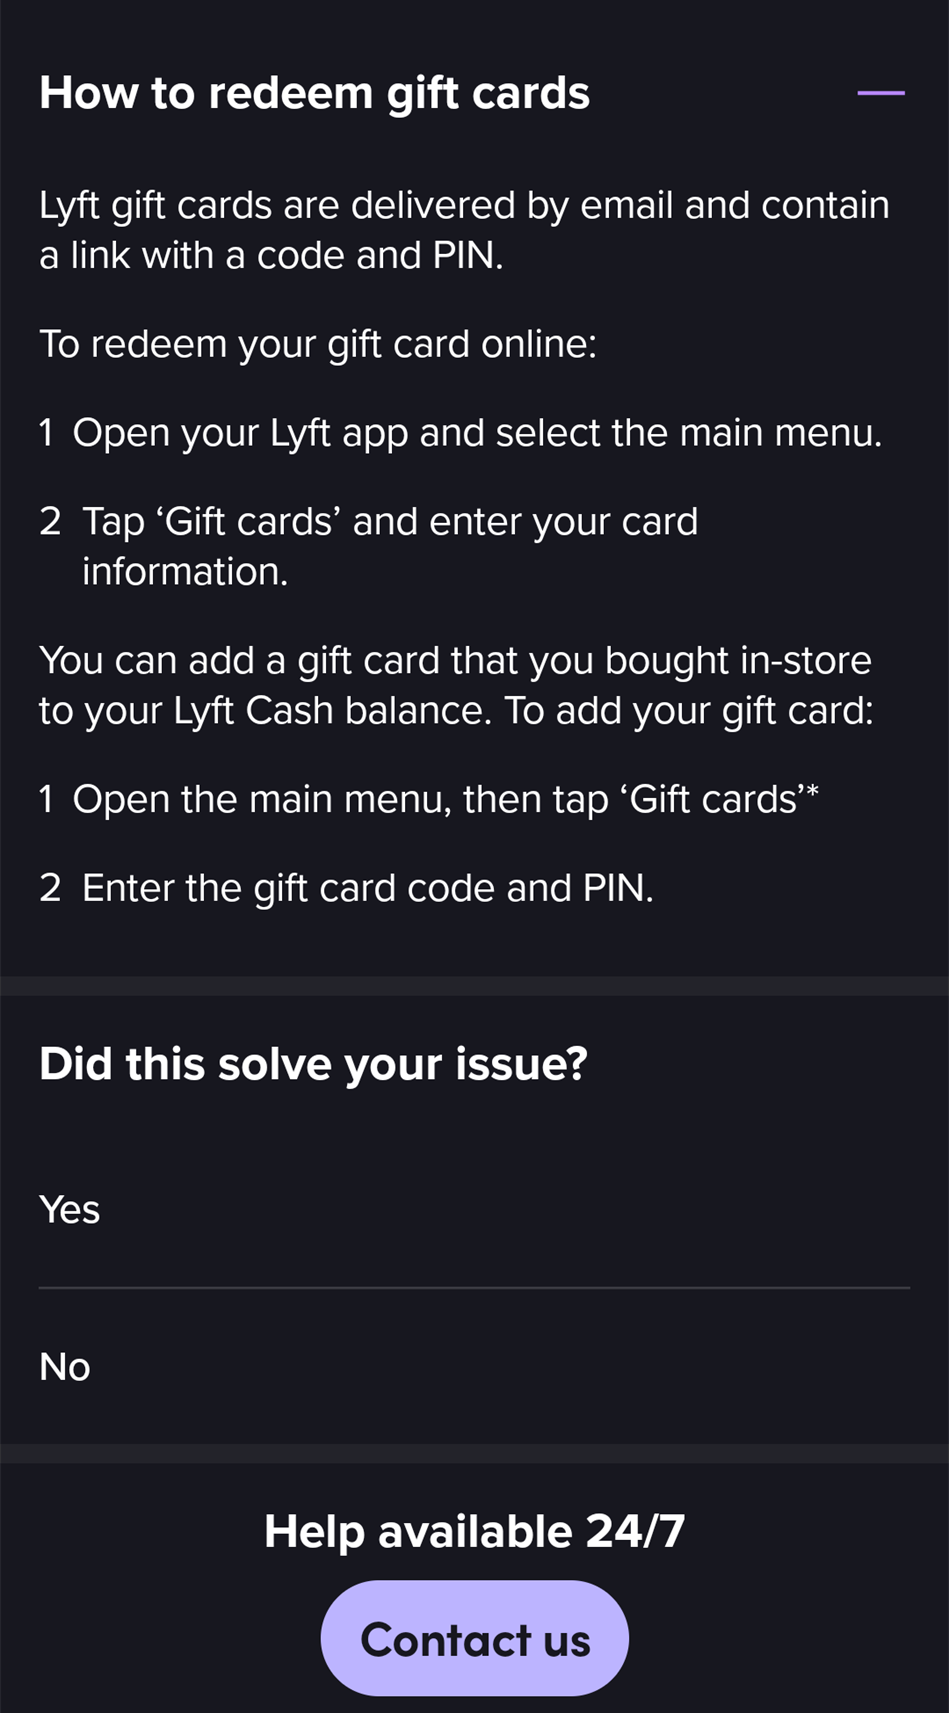 How to redeem gift cards
Lyft gift cards are delivered by email and contain
a link with a code and PIN.
To redeem your gift card online:
1 Open your Lyft app and select the main menu.
2 Tap ‘Gift cards’ and enter your card
information.
You can add a gift card that you bought in-store
to your Lyft Cash balance. To add your gift card:
1 Open the main menu, then tap ‘Gift cards’*
2 Enter the gift card code and PIN.
Did this solve your issue?
Yes
No
Help available 24/7
Contact us